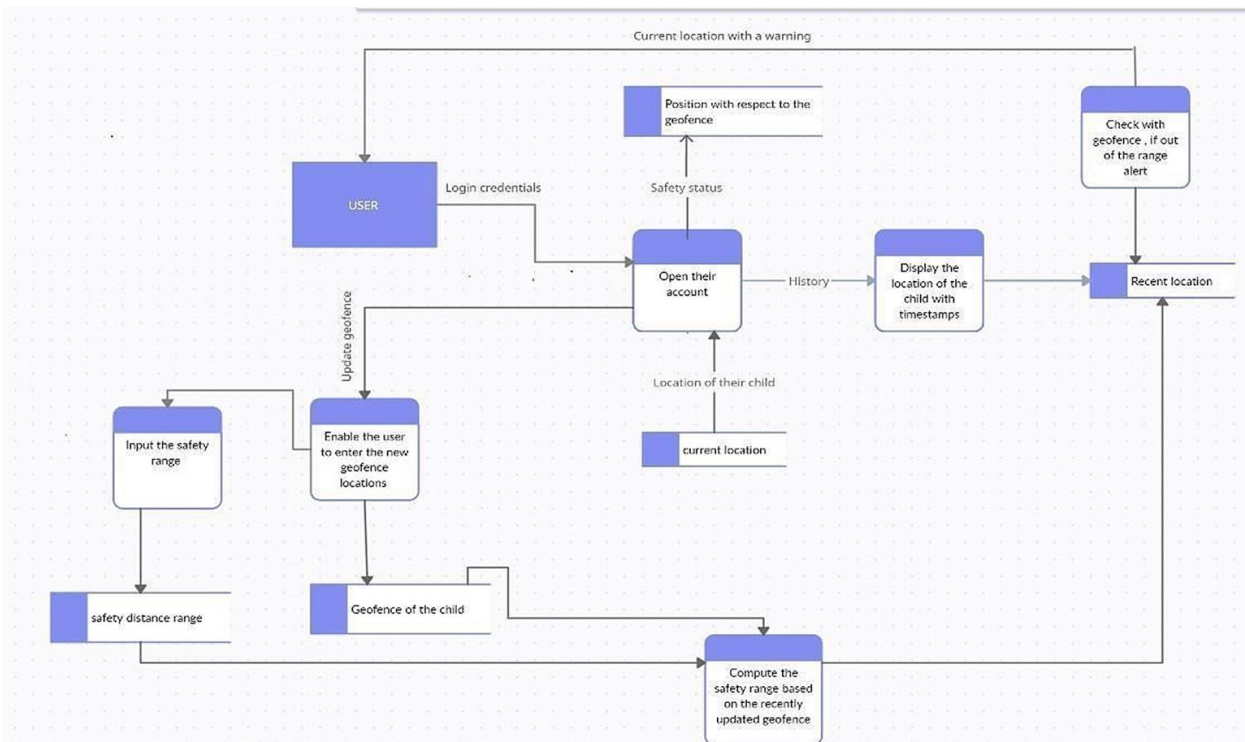 Current location with a warning
Position with respect to the
geofence
Check with
geofence , if out
of the range
alert
Login credentials
Safety status
USER
Open their
account
History
Display the
location of the
child with
timestamps
Recent location
Update geofence
Location of their child
Input the safety
range
Enable the user
to enter the new
geofence
locations
current location
safety distance range
Geofence of the child
Compute the
safety range based
on the recently
updated geofence